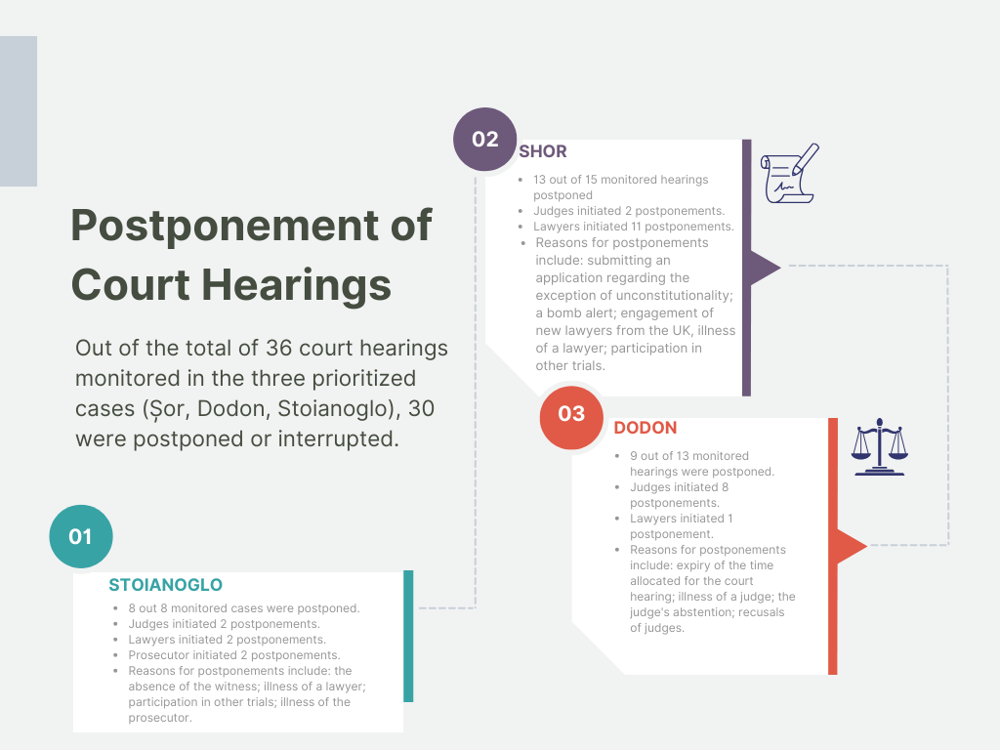 Postponement of
Court Hearings
Out of the total of 36 court hearings
monitored in the three prioritized
cases (Șor, Dodon, Stoianoglo), 30
were postponed or interrupted.
01
STOIANOGLO
• 8 out 8 monitored cases were postponed.
• Judges initiated 2 postponements.
• Lawyers initiated 2 postponements.
• Prosecutor initiated 2 postponements.
• Reasons for postponements include: the
absence of the witness; illness of a lawyer;
participation in other trials; illness of the
prosecutor.
02
SHOR
• 13 out of 15 monitored hearings
postponed
• Judges initiated 2 postponements.
• Lawyers initiated 11 postponements.
• Reasons for postponements
include: submitting an
application regarding the
exception of unconstitutionality;
a bomb alert; engagement of
new lawyers from the UK, illness
of a lawyer; participation in
other trials.
03
DODON
• 9 out of 13 monitored
hearings were postponed.
• Judges initiated 8
postponements.
• Lawyers initiated 1
postponement.
• Reasons for postponements
include: expiry of the time
allocated for the court
hearing; illness of a judge; the
judge's abstention; recusals
of judges.